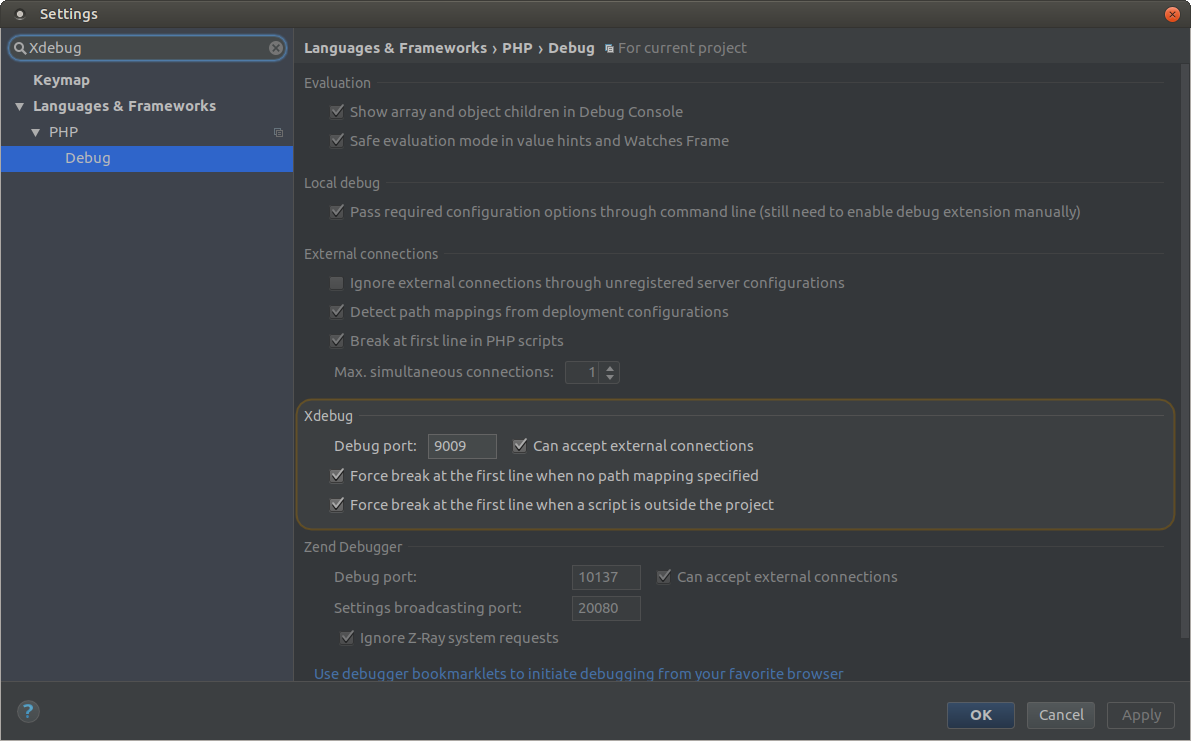 Settings
Xdebug
Languages & Frameworks › PHP › Debug For current project
Keymap
Languages & Frameworks
PHP
Debug
Evaluation
Show array and object children in Debug Console
Safe evaluation mode in value hints and Watches Frame
Local debug
Pass required configuration options through command line (still need to enable debug extension manually)
External connections
Ignore external connections through unregistered server configurations
Detect path mappings from deployment configurations
Break at first line in PHP scripts
Max. simultaneous connections: 1
Xdebug
Debug port: 9009 Can accept external connections
Force break at the first line when no path mapping specified
Force break at the first line when a script is outside the project
Zend Debugger
Debug port: 10137 Can accept external connections
Settings broadcasting port: 20080
Ignore Z-Ray system requests
Use debugger bookmarklets to initiate debugging from your favorite browser
? OK Cancel Apply